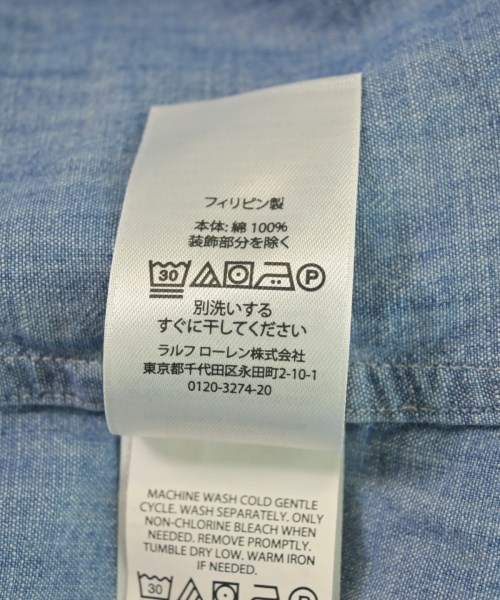 フィリピン製
本体: 綿 100%
装飾部分を除く
30 P
別洗いする
すぐに干してください
ラルフ ローレン株式会社
東京都千代田区永田町2-10-1
0120-3274-20
MACHINE WASH COLD GENTLE
CYCLE. WASH SEPARATELY. ONLY
NON-CHLORINE BLEACH WHEN
NEEDED. REMOVE PROMPTLY.
TUMBLE DRY LOW. WARM IRON
IF NEEDED.
30 P